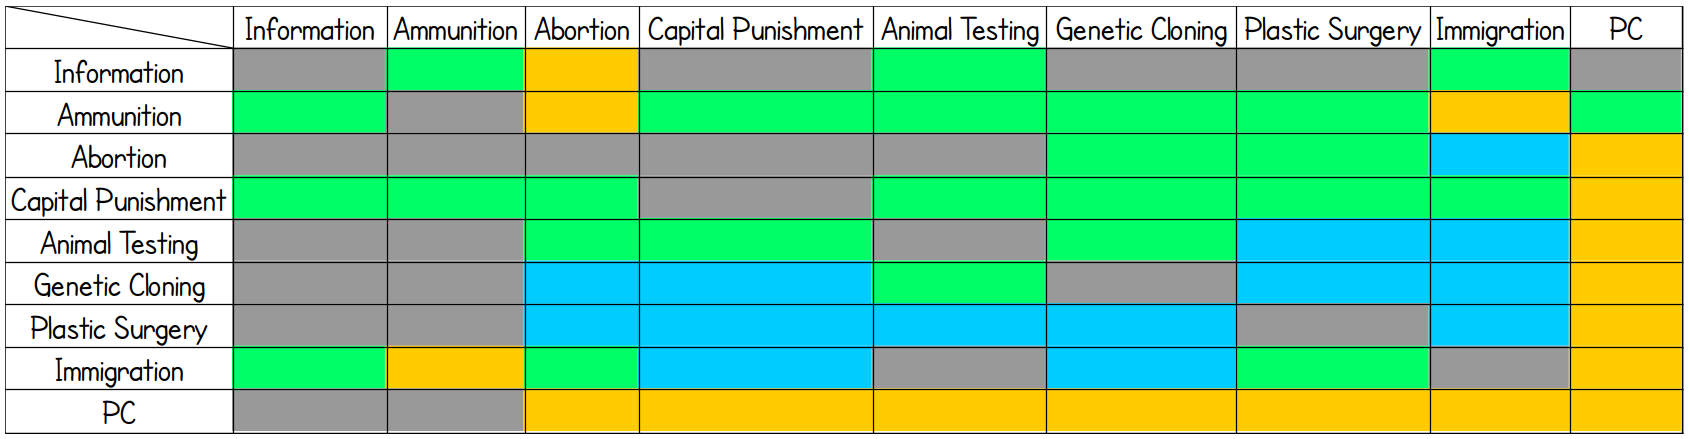 Information Ammunition Abortion Capital Punishment Animal Testing Genetic Cloning Plastic Surgery Immigration PC
Information
Ammunition
Abortion
Capital Punishment
Animal Testing
Genetic Cloning
Plastic Surgery
Immigration
PC